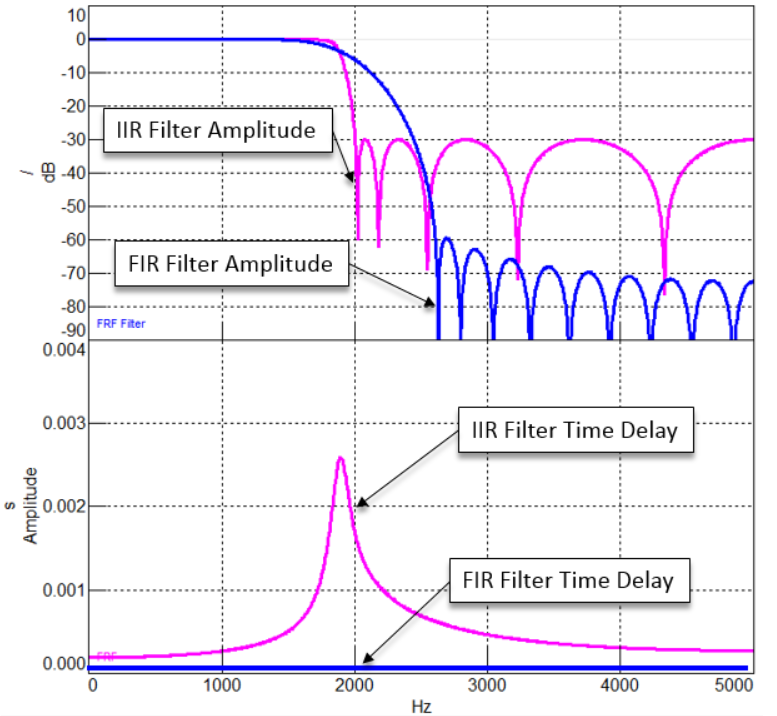 10
0
-10
-20
IIR Filter Amplitude
-30
/
dB
-40
-50
-60
FIR Filter Amplitude
-70
-80
-90
FRF Filter
0.004
0.003
IIR Filter Time Delay
s
Amplitude
0.002
0.001
FIR Filter Time Delay
0.000
FRF
0
1000
2000
3000
4000
5000
Hz